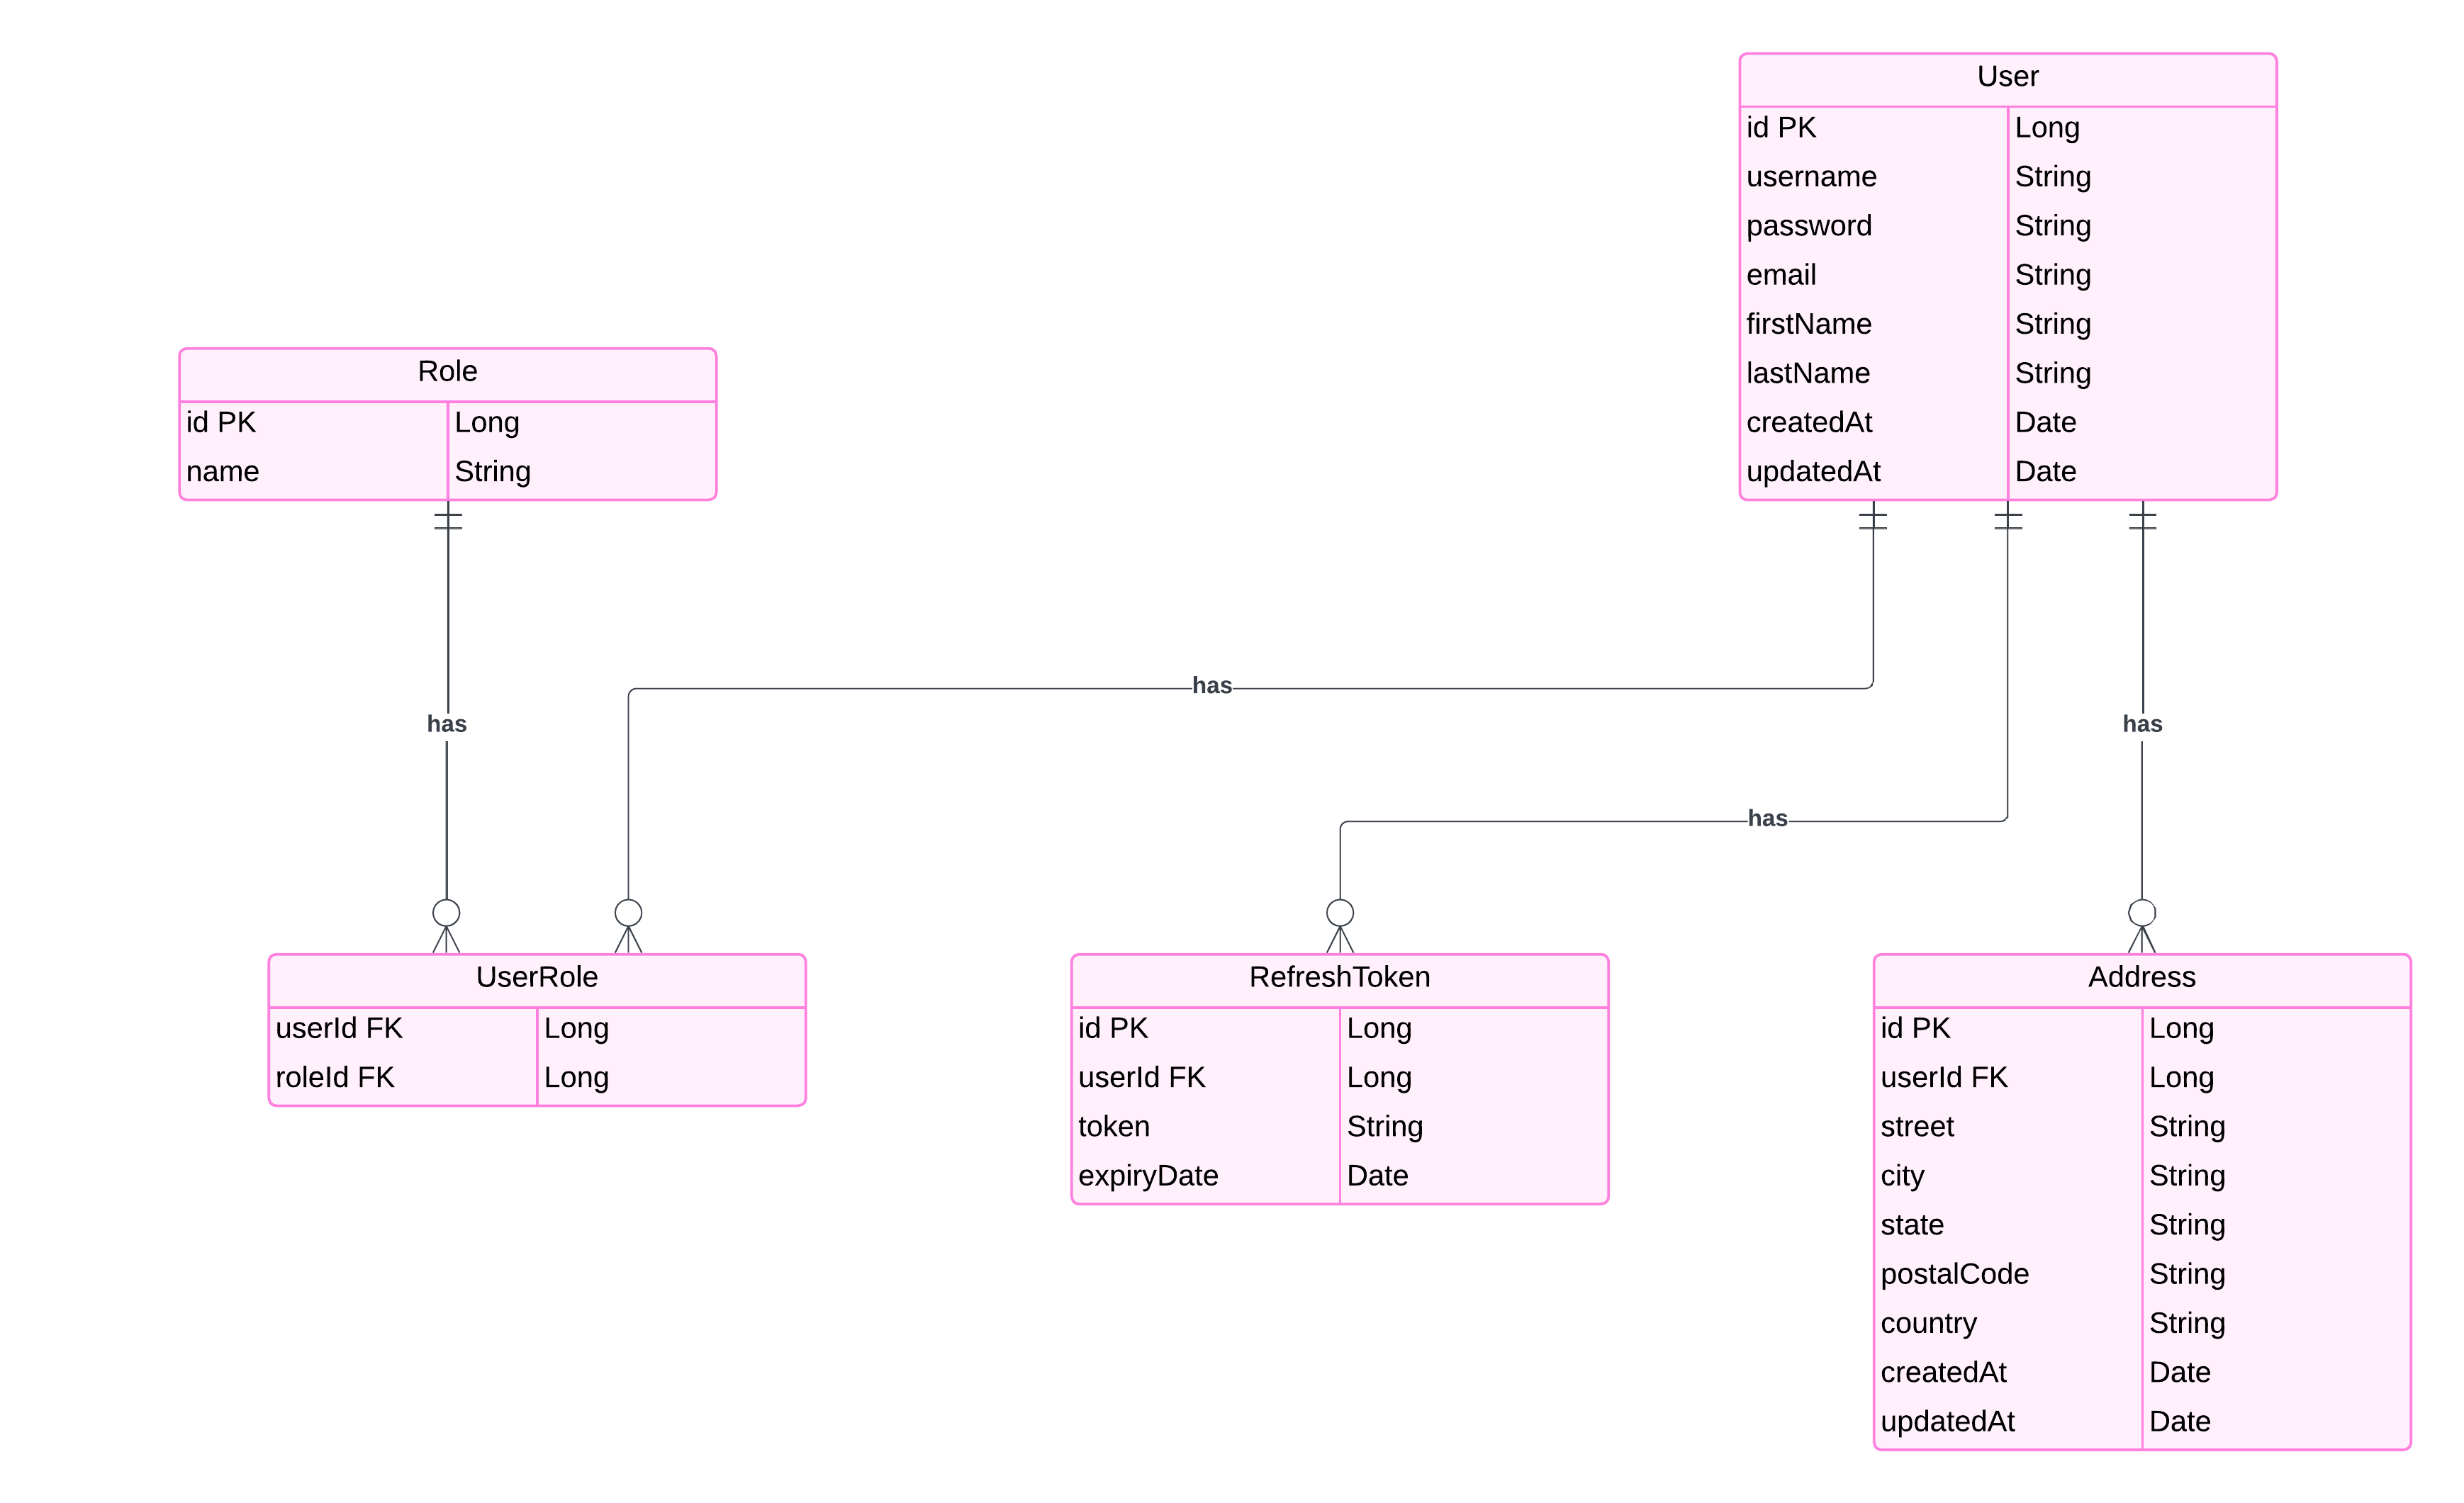 User
id PK Long
username String
password String
email String
firstName String
lastName String
createdAt Date
updatedAt Date
Role
id PK Long
name String
has
has
has
has
UserRole
userId FK Long
roleId FK Long
RefreshToken
id PK Long
userId FK Long
token String
expiryDate Date
Address
id PK Long
userId FK Long
street String
city String
state String
postalCode String
country String
createdAt Date
updatedAt Date